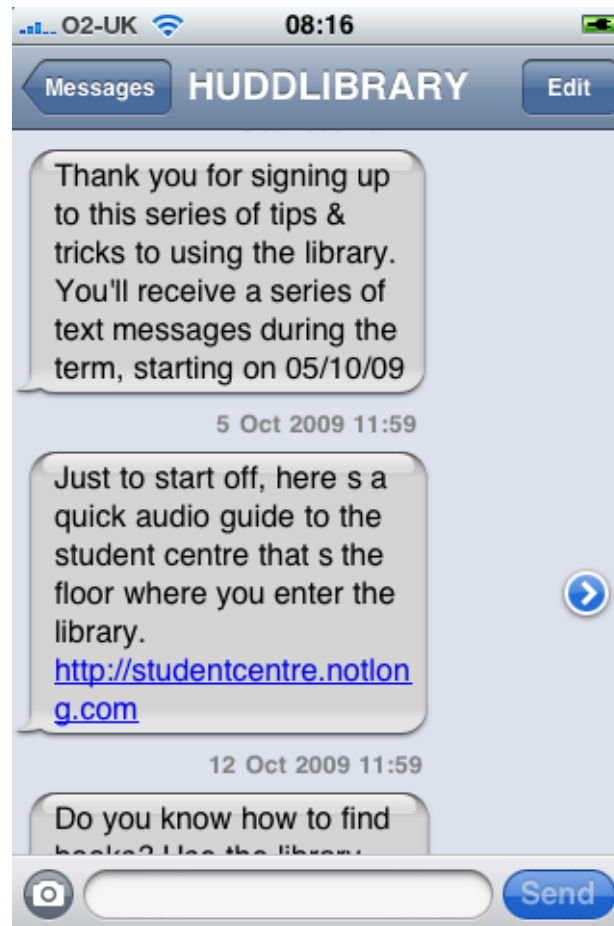 O2-UK 08:16
Messages HUDDLIBRARY Edit
Thank you for signing up
to this series of tips &
tricks to using the library.
You'll receive a series of
text messages during the
term, starting on 05/10/09
5 Oct 2009 11:59
Just to start off, here s a
quick audio guide to the
student centre that s the
floor where you enter the
library.
http://studentcentre.notlon
g.com
12 Oct 2009 11:59
Do you know how to find
books? Use the library
Send